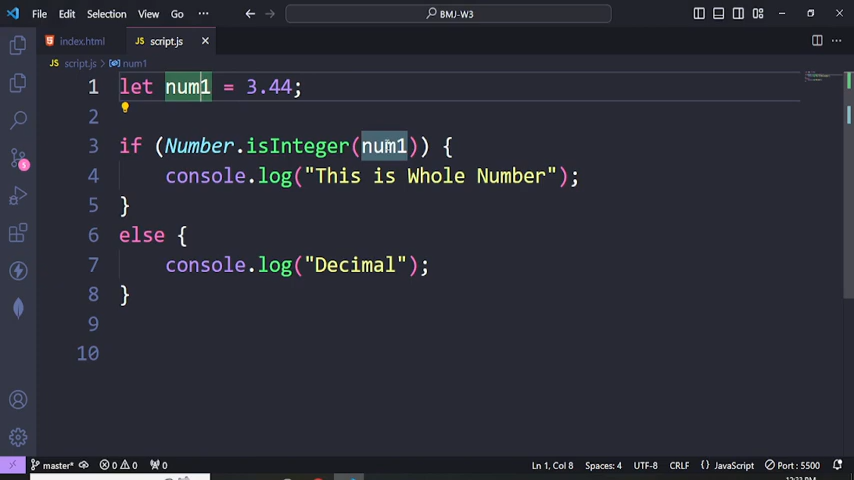 File Edit Selection View Go ··· BMJ-W3
index.html JS script.js
JS script.js > num1
1 let num1 = 3.44;
2
3 if (Number.isInteger(num1)) {
4 console.log("This is Whole Number");
5 }
6 else {
7 console.log("Decimal");
8 }
9
10
master* 0 0 0 Ln 1, Col 8 Spaces: 4 UTF-8 CRLF {} JavaScript Port : 5500